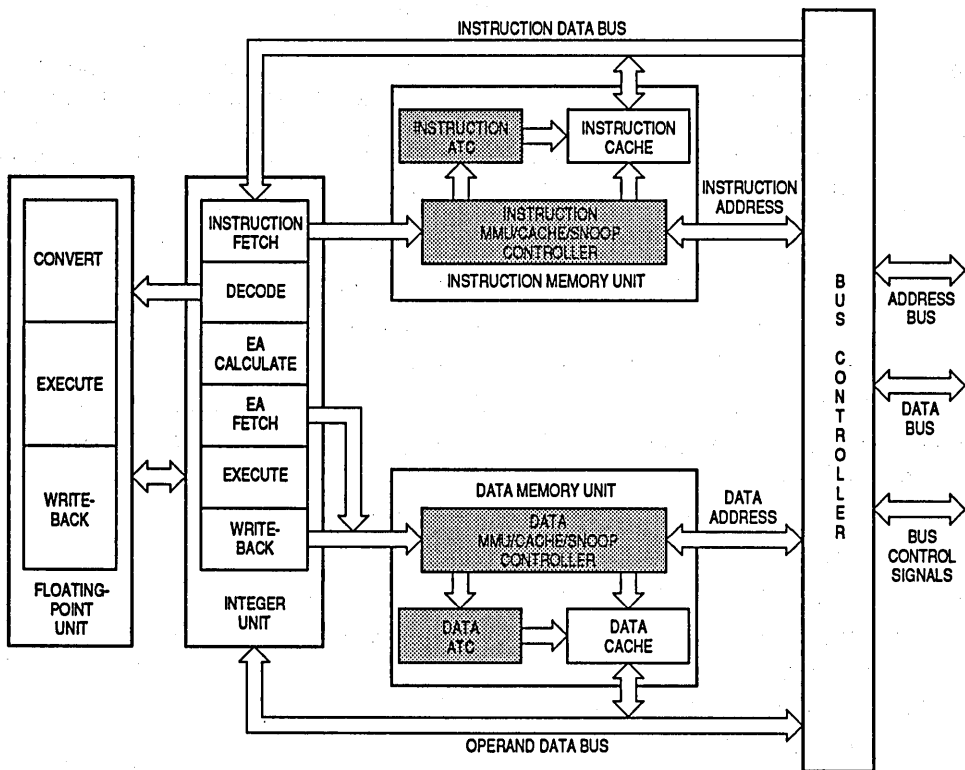 INSTRUCTION DATA BUS
INSTRUCTION
ATC
INSTRUCTION
CACHE
INSTRUCTION
MMU/CACHE/SNOOP
CONTROLLER
INSTRUCTION MEMORY UNIT
INSTRUCTION
ADDRESS
CONVERT
EXECUTE
WRITE-
BACK
FLOATING-
POINT
UNIT
INSTRUCTION
FETCH
DECODE
EA
CALCULATE
EA
FETCH
EXECUTE
WRITE-
BACK
INTEGER
UNIT
DATA MEMORY UNIT
DATA
MMU/CACHE/SNOOP
CONTROLLER
DATA
ATC
DATA
CACHE
DATA
ADDRESS
OPERAND DATA BUS
BUS CONTROLLER
ADDRESS
BUS
DATA
BUS
BUS
CONTROL
SIGNALS